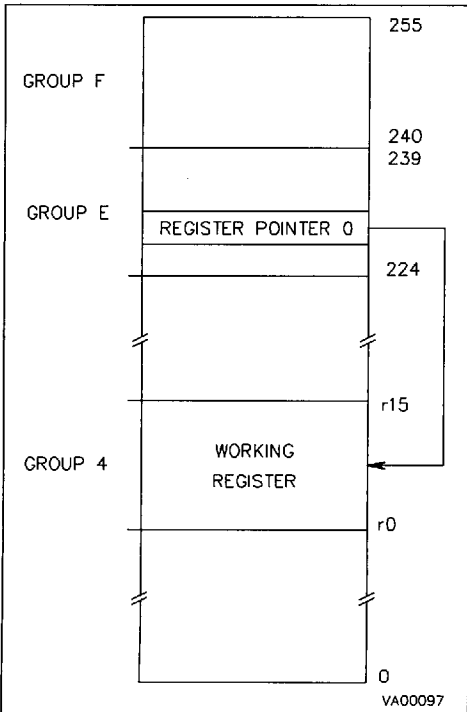 255
GROUP F
240
239
GROUP E
REGISTER POINTER 0
224
r15
GROUP 4
WORKING
REGISTER
r0
0
VA00097